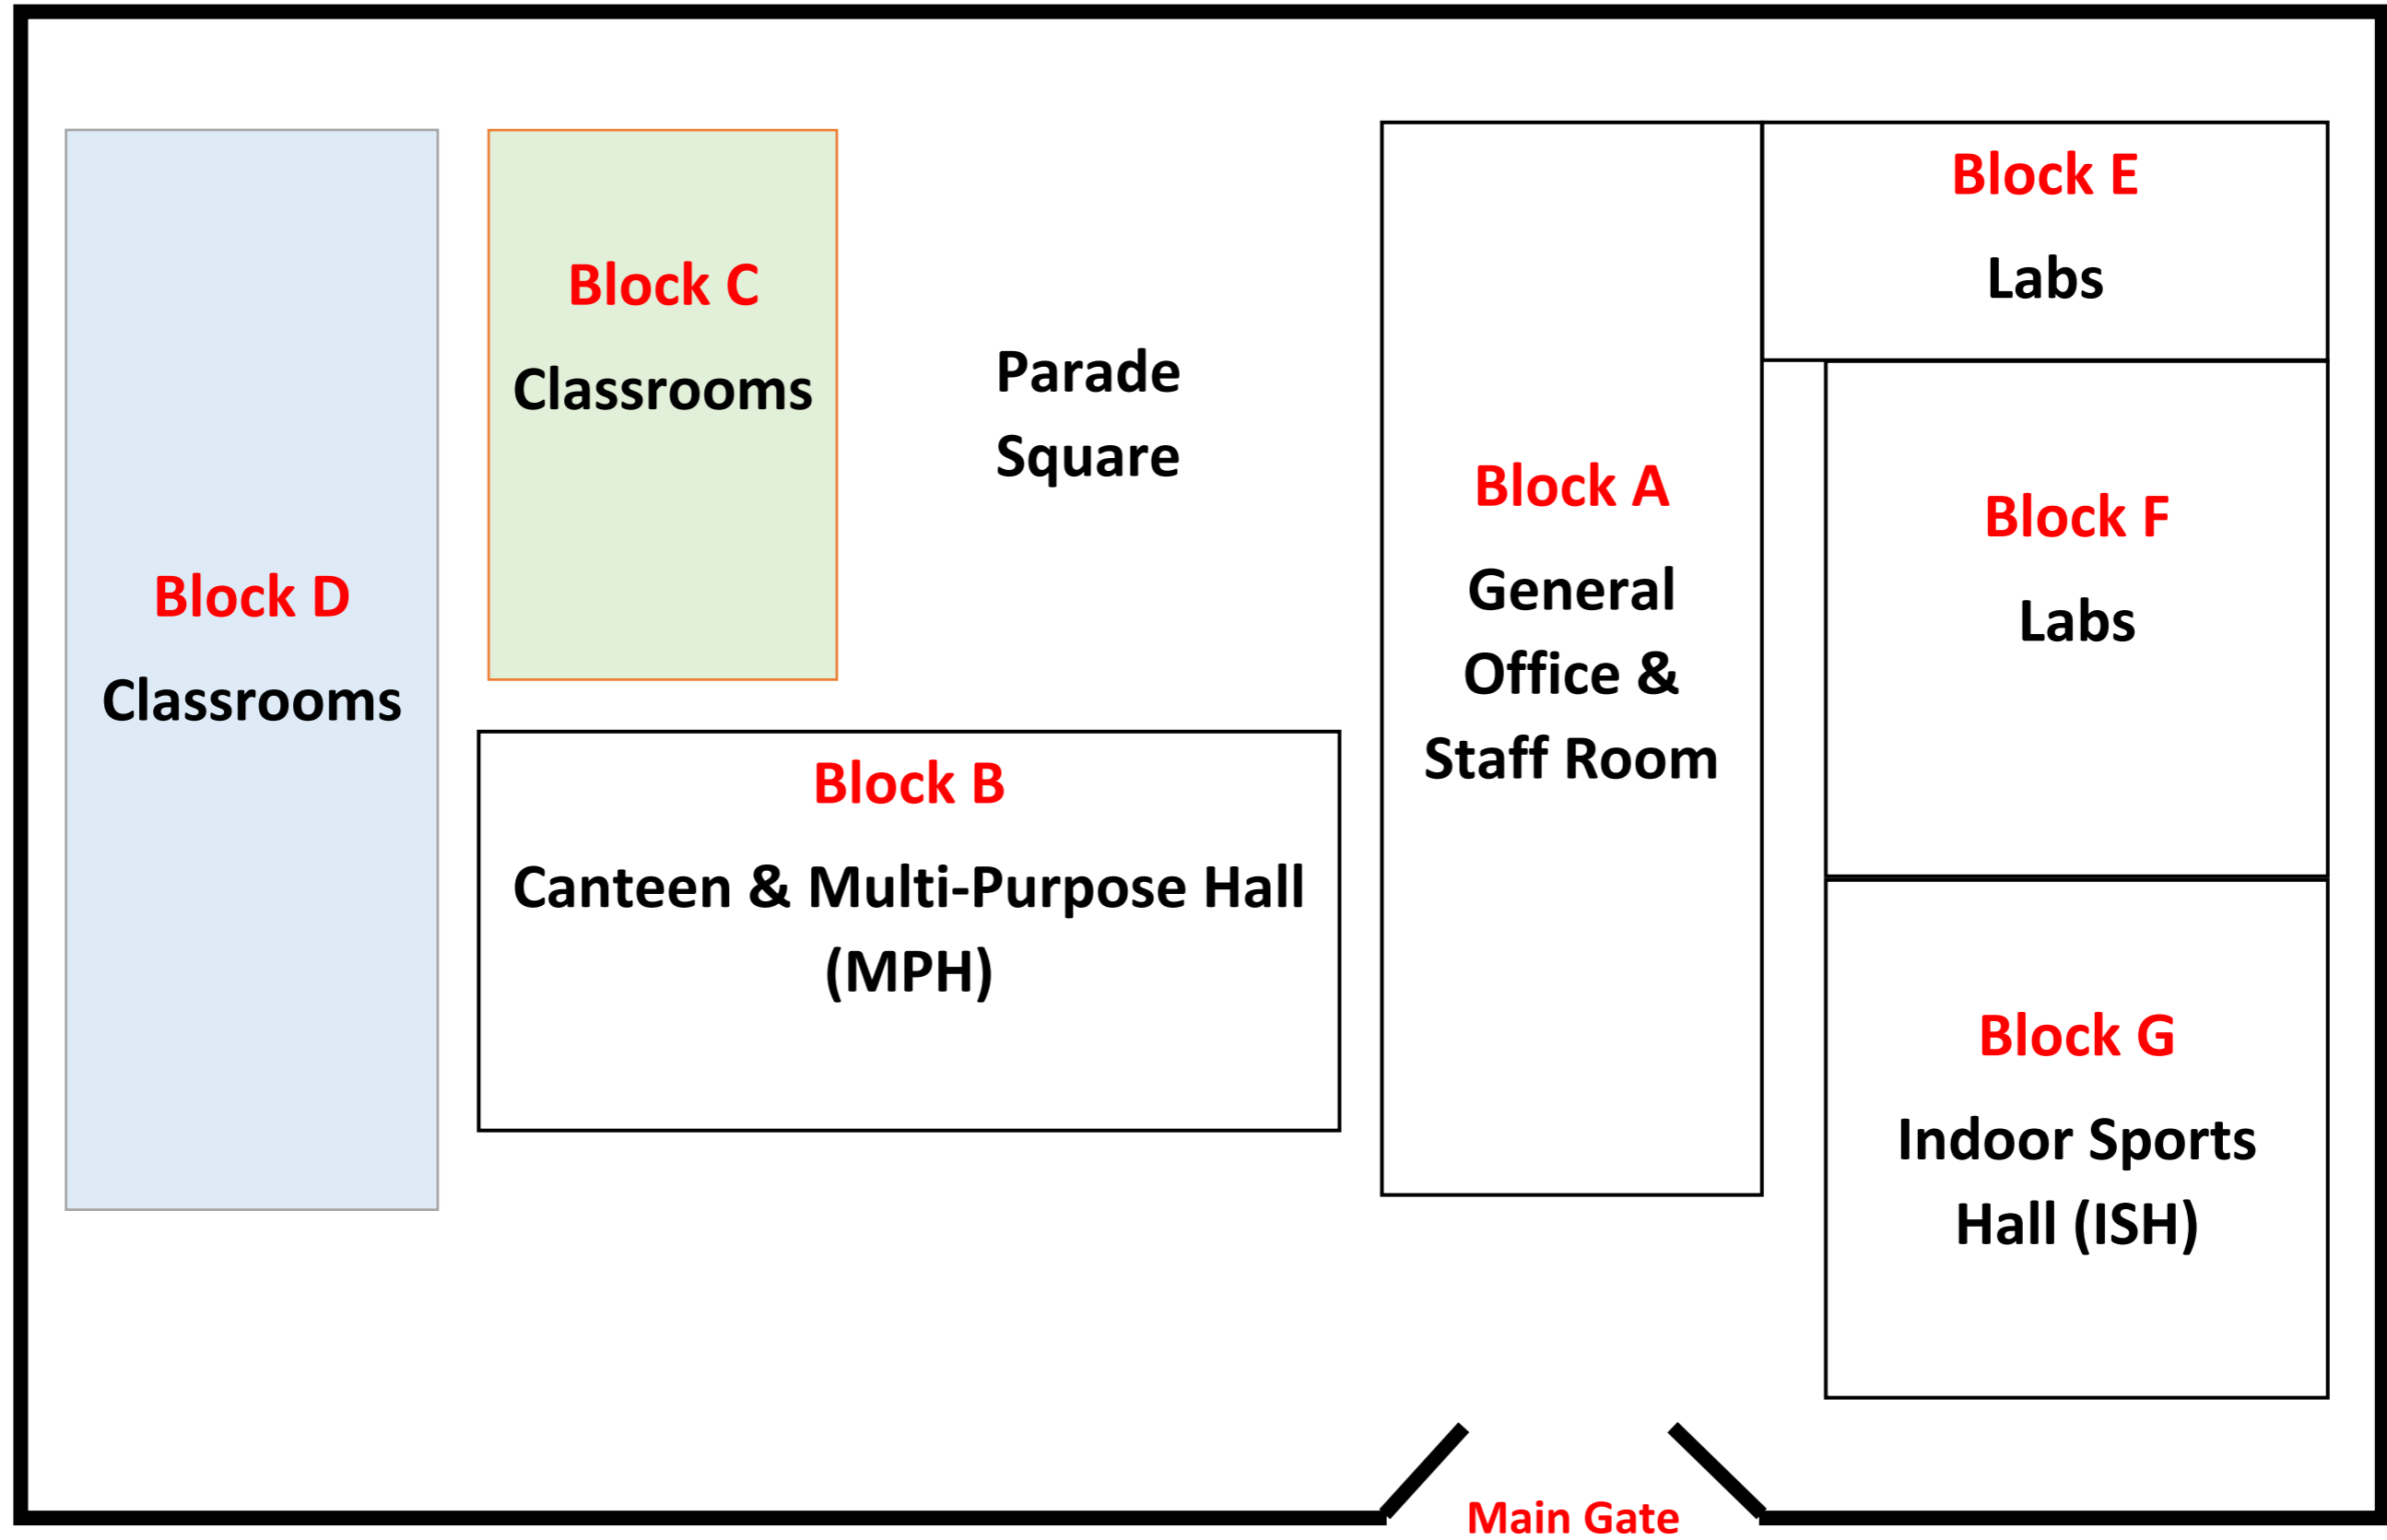 Block D
Classrooms
Block C
Classrooms
Parade
Square
Block B
Canteen & Multi-Purpose Hall
(MPH)
Block A
General
Office &
Staff Room
Block E
Labs
Block F
Labs
Block G
Indoor Sports
Hall (ISH)
Main Gate